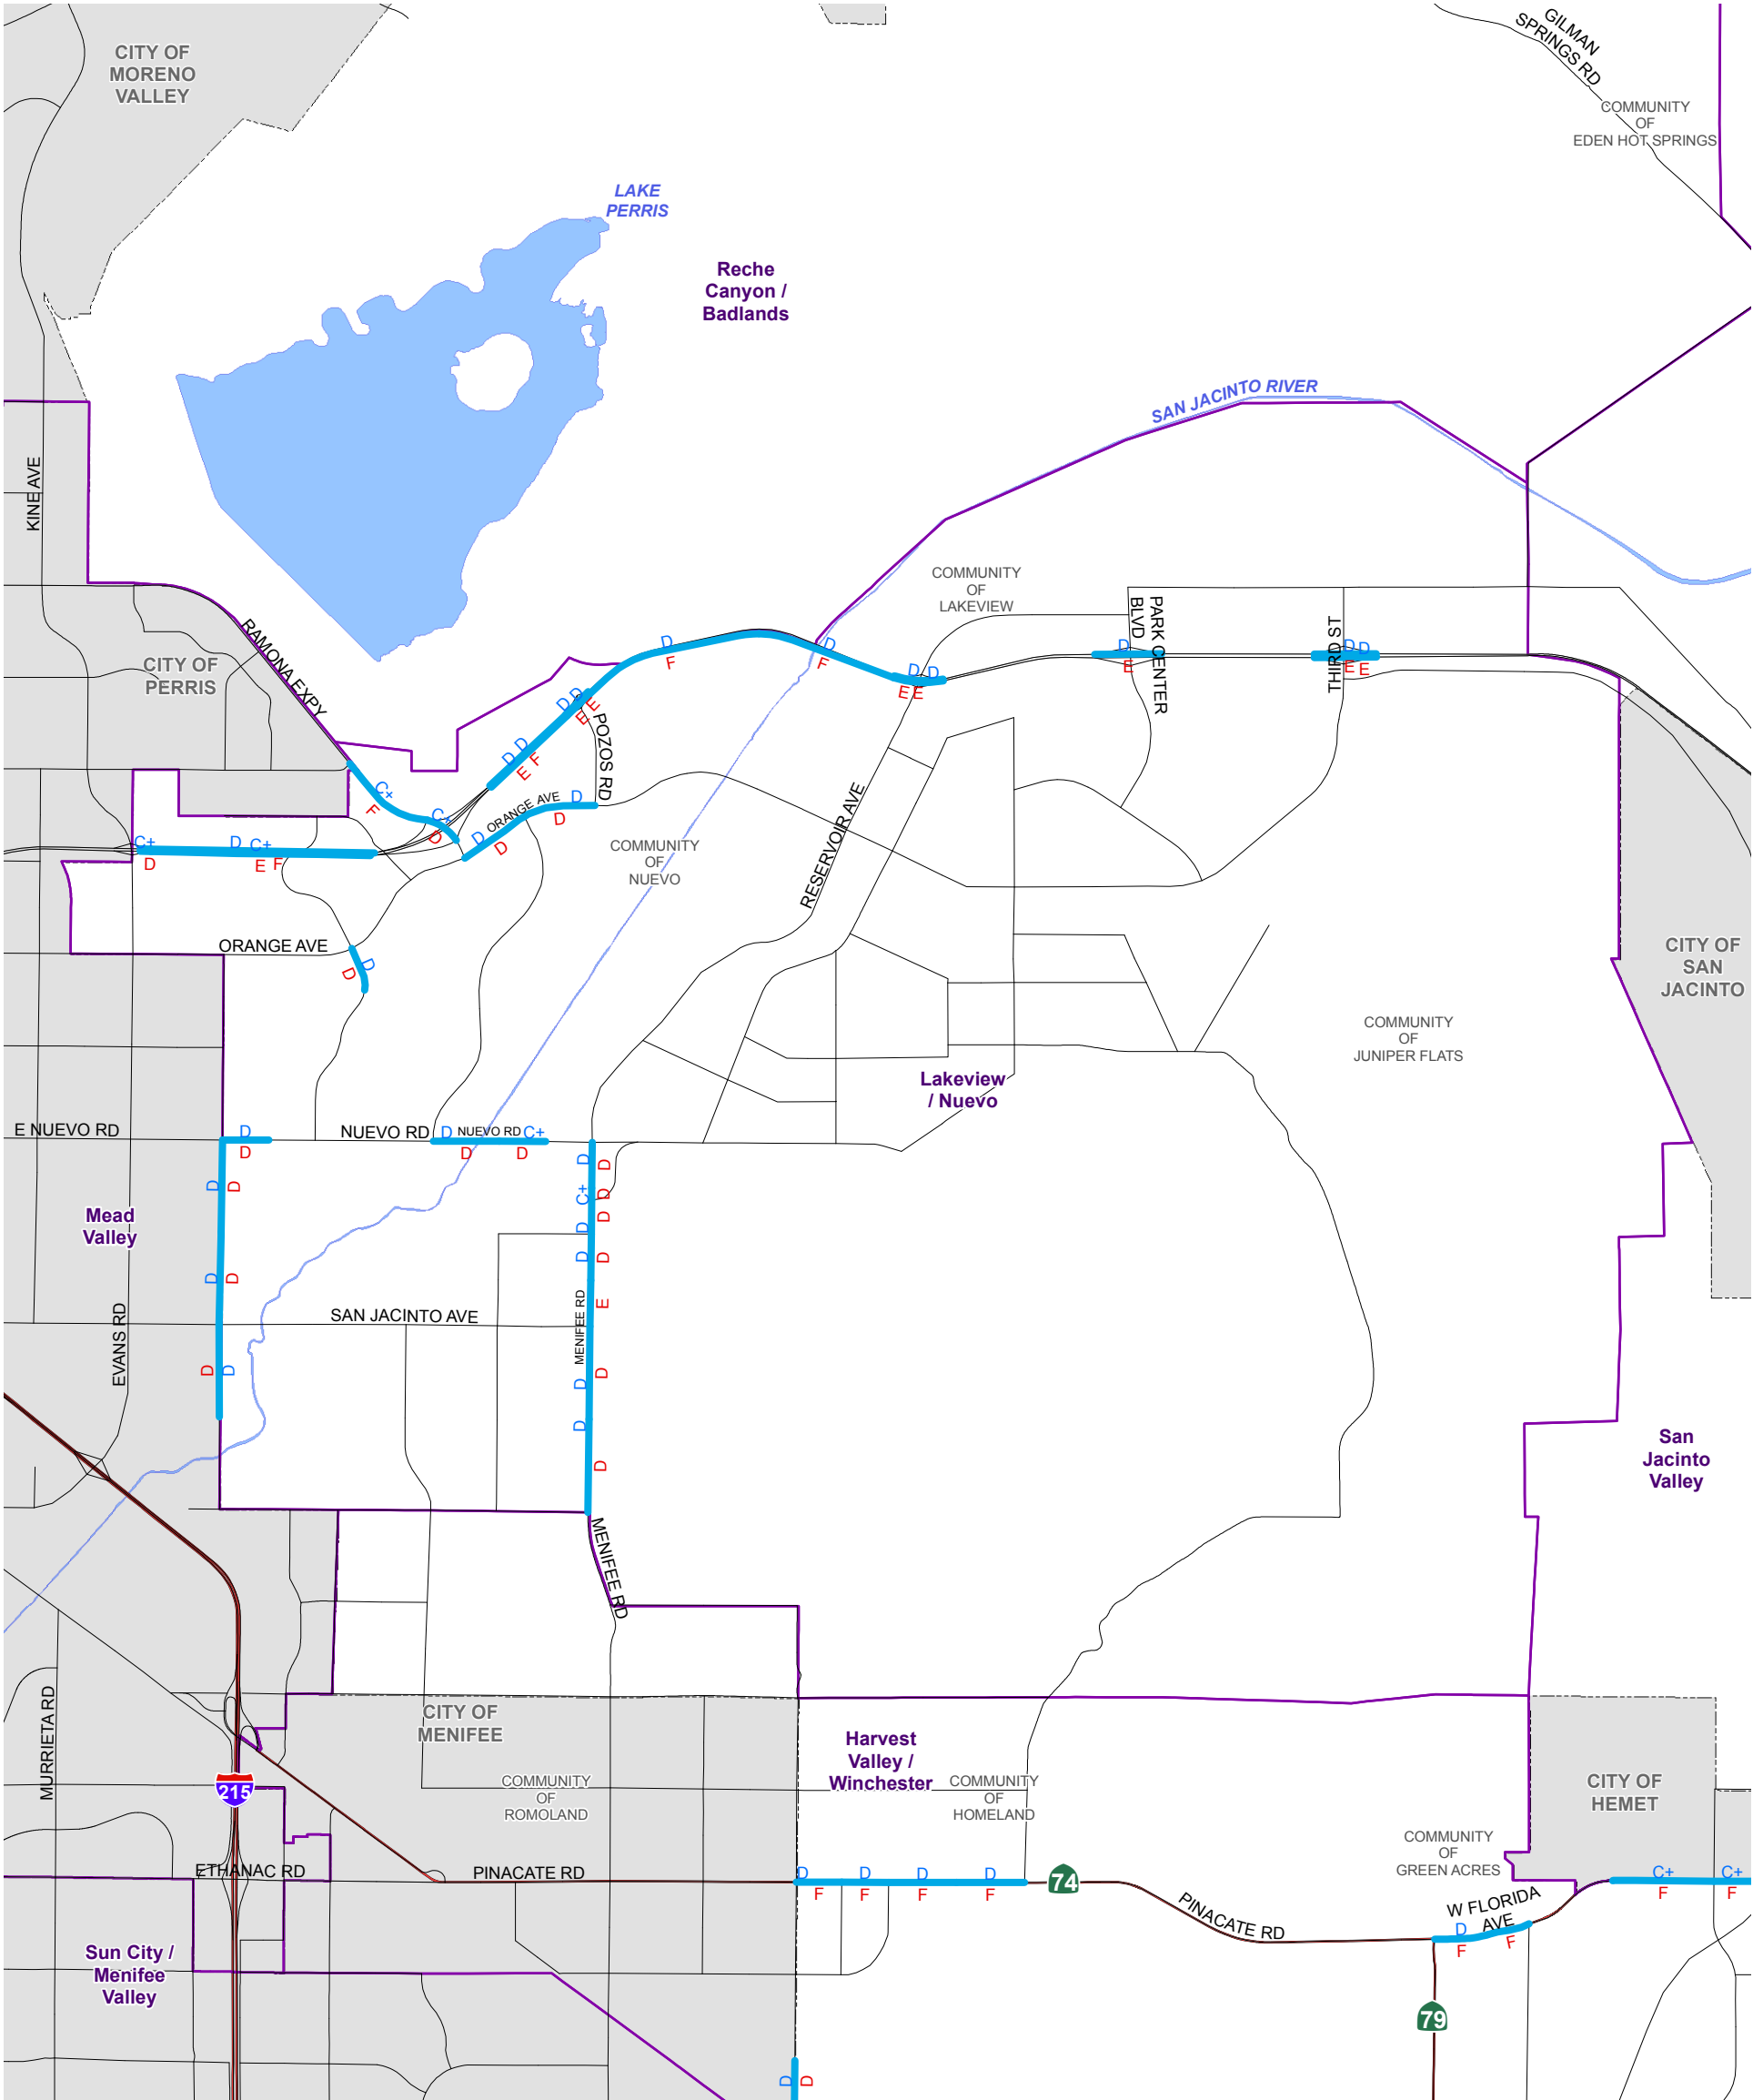 CITY OF
MORENO
VALLEY
GILMAN
SPRINGS RD
COMMUNITY
OF
EDEN HOT SPRINGS
LAKE
PERRIS
Reche
Canyon /
Badlands
SAN JACINTO RIVER
KINE AVE
COMMUNITY
OF
LAKEVIEW
PARK CENTER
BLVD
THIRD ST
RAMONA EXPY
CITY OF
PERRIS
D
F
D
F
D
D
E
E
D
E
D
D
E
E
D
D
E
E
D
D
E
F
POZOS RD
C+
F
C+
D
ORANGE AVE
D
D
D
D
C+
D
D
C+
E
F
COMMUNITY
OF
NUEVO
RESERVOIR AVE
ORANGE AVE
D
D
CITY OF
SAN
JACINTO
COMMUNITY
OF
JUNIPER FLATS
Lakeview
/ Nuevo
E NUEVO RD
D
D
NUEVO RD
D
NUEVO RD
C+
D
D
D
D
D
D
D
D
Mead
Valley
D
D
C+
D
D
D
D
D
E
D
D
D
D
MENIFEE RD
SAN JACINTO AVE
EVANS RD
San
Jacinto
Valley
MENIFEE RD
MURRIETA RD
CITY OF
MENIFEE
Harvest
Valley /
Winchester
COMMUNITY
OF
ROMOLAND
COMMUNITY
OF
HOMELAND
CITY OF
HEMET
215
COMMUNITY
OF
GREEN ACRES
ETHANAC RD
PINACATE RD
D
D
D
D
F
F
F
F
74
PINACATE RD
W FLORIDA
AVE
D
F
F
C+
C+
F
F
Sun City /
Menifee
Valley
79
D
D